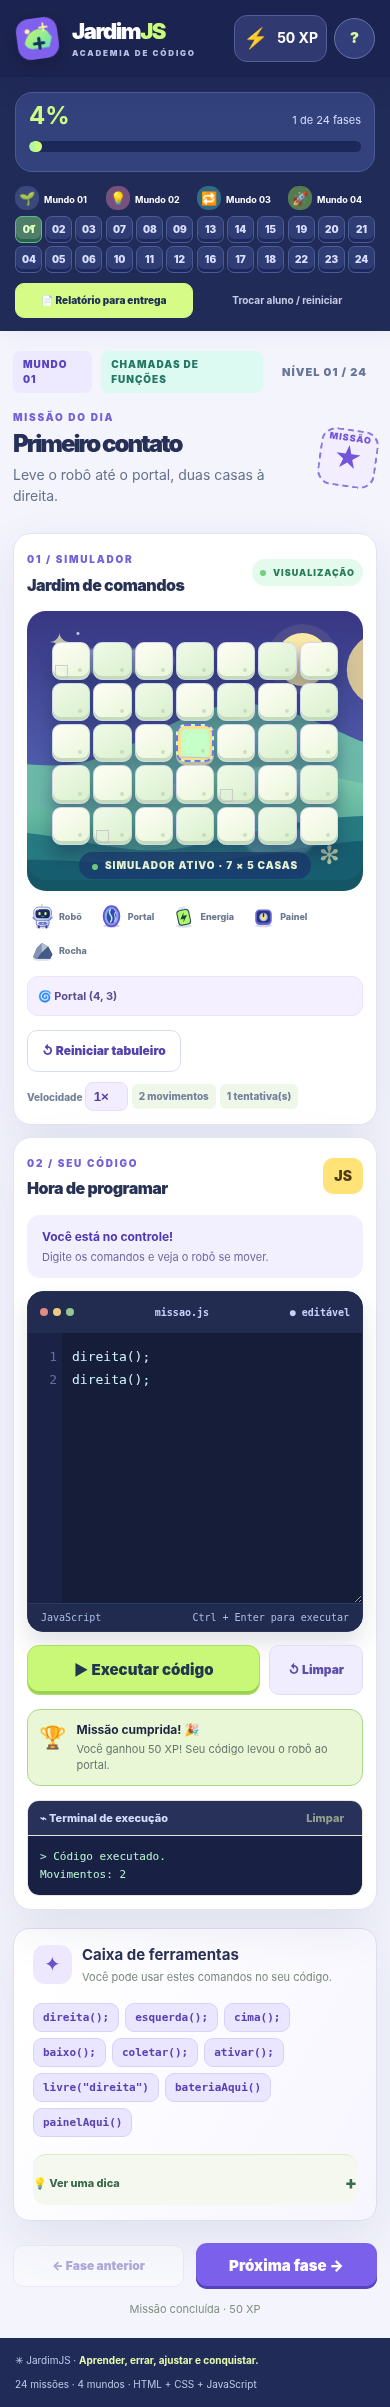 JardimJS
ACADEMIA DE CÓDIGO
⚡ 50 XP
?
4%
1 de 24 fases
Mundo 01
Mundo 02
Mundo 03
Mundo 04
02 03 07 08 09 13 14 15 19 20 21
04 05 06 10 11 12 16 17 18 22 23 24
📄 Relatório para entrega
Trocar aluno / reiniciar
MUNDO
01
CHAMADAS DE
FUNÇÕES
NÍVEL 01 / 24
MISSÃO DO DIA
Primeiro contato
Leve o robô até o portal, duas casas à
direita.
MISSÃO
★
01 / SIMULADOR
Jardim de comandos
VISUALIZAÇÃO
SIMULADOR ATIVO · 7 × 5 CASAS
Robô
Portal
Energia
Painel
Rocha
🌀 Portal (4, 3)
↺ Reiniciar tabuleiro
Velocidade 1× 2 movimentos 1 tentativa(s)
02 / SEU CÓDIGO
Hora de programar
JS
Você está no controle!
Digite os comandos e veja o robô se mover.
missao.js
● editável
1 direita();
2 direita();
JavaScript
Ctrl + Enter para executar
▶ Executar código
↺ Limpar
Missão cumprida! 🎉
Você ganhou 50 XP! Seu código levou o robô ao
portal.
⌁ Terminal de execução
Limpar
> Código executado.
Movimentos: 2
Caixa de ferramentas
Você pode usar estes comandos no seu código.
direita(); esquerda(); cima();
baixo(); coletar(); ativar();
livre("direita") bateriaAqui()
painelAqui()
💡 Ver uma dica
+
← Fase anterior
Próxima fase →
Missão concluída · 50 XP
✳ JardimJS · Aprender, errar, ajustar e conquistar.
24 missões · 4 mundos · HTML + CSS + JavaScript